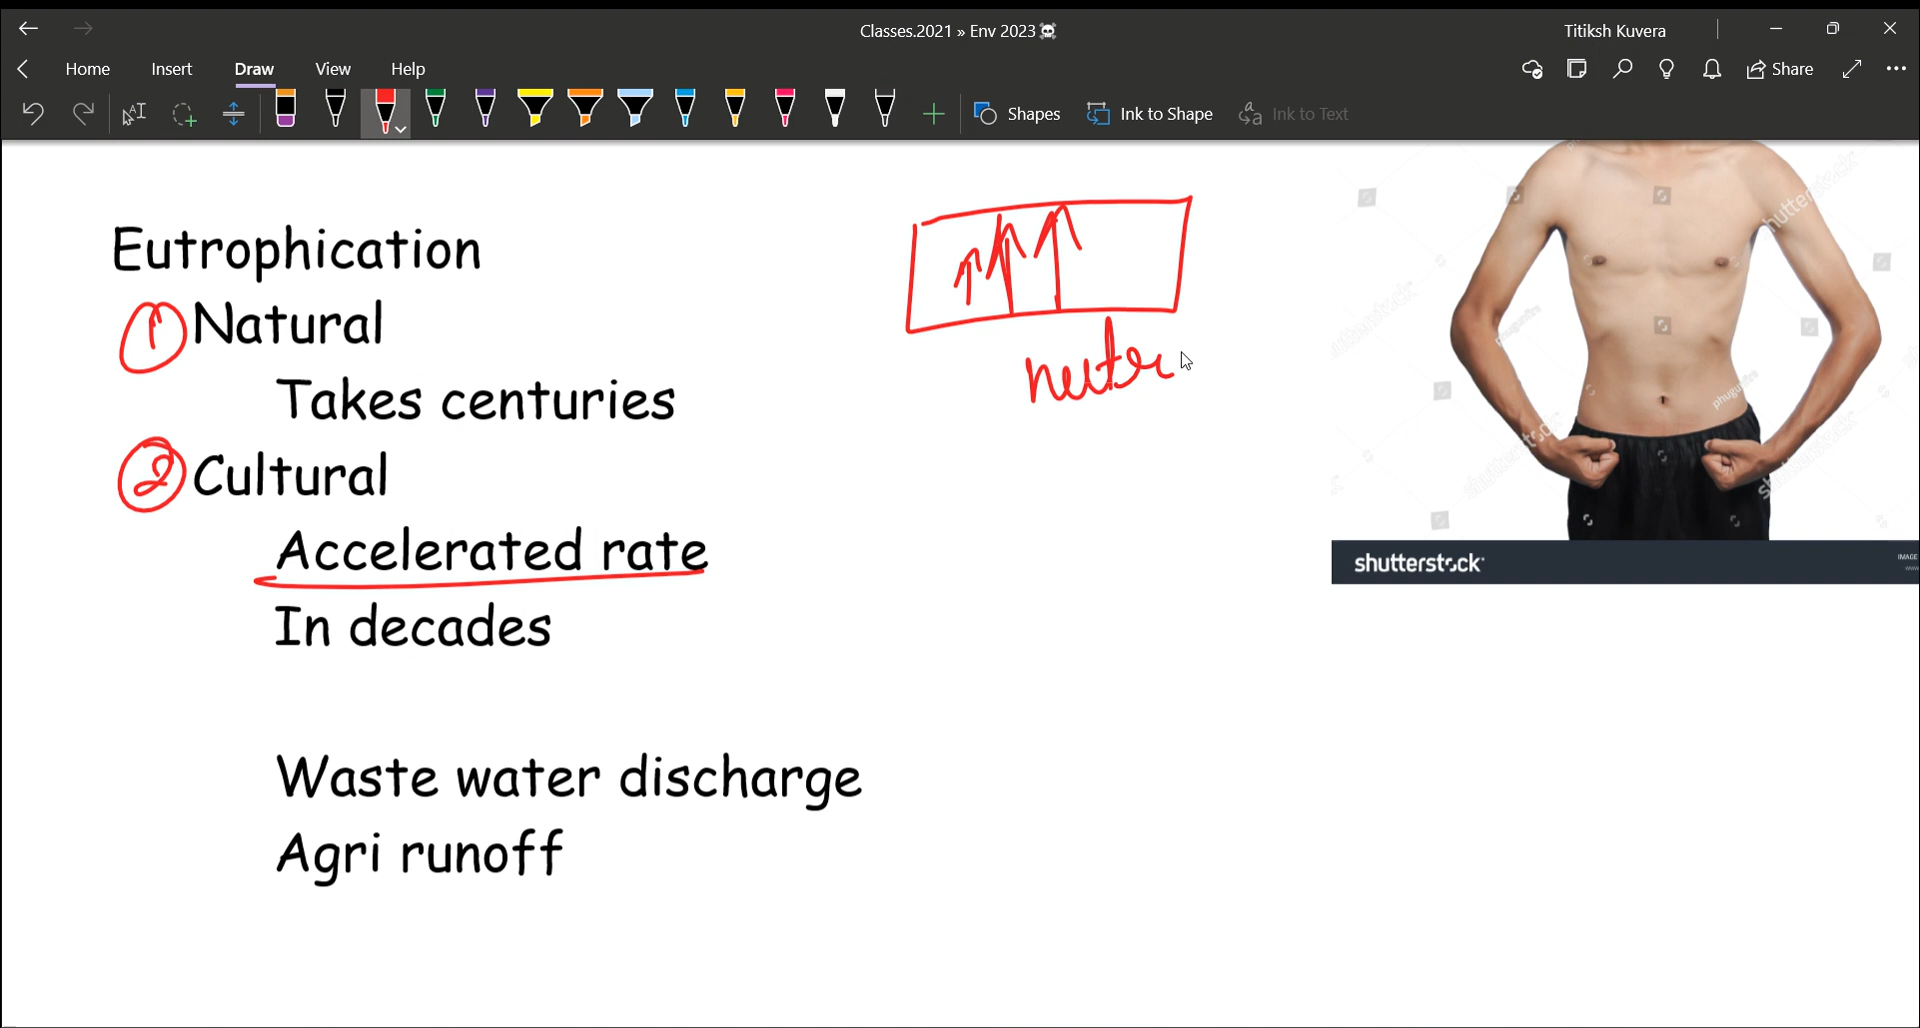 Classes.2021 » Env 2023
Titiksh Kuvera
Home Insert Draw View Help
Share
Shapes Ink to Shape Ink to Text
Eutrophication
1 Natural
Takes centuries
2 Cultural
Accelerated rate
In decades
Waste water discharge
Agri runoff
shutterstock
IMAGE